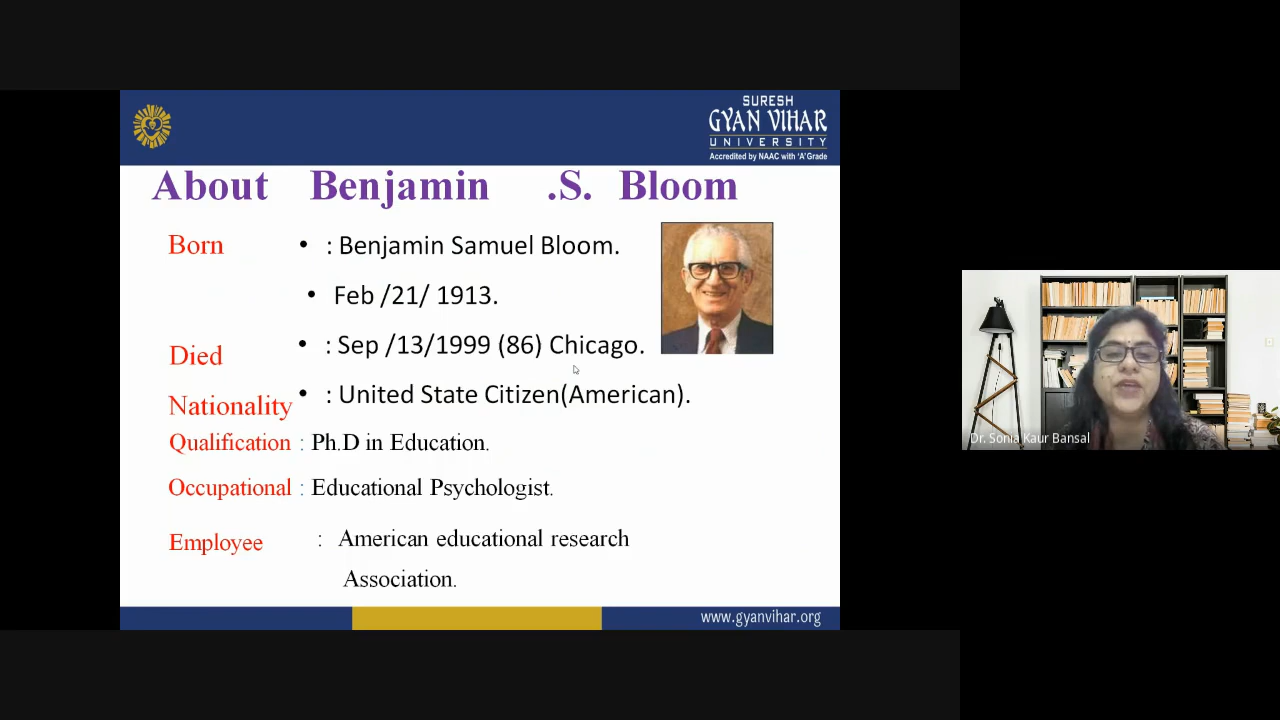 SURESH
GYAN VIHAR
UNIVERSITY
Accredited by NAAC with 'A' Grade
About Benjamin .S. Bloom
Born • : Benjamin Samuel Bloom.
• Feb /21/ 1913.
Died • : Sep /13/1999 (86) Chicago.
Nationality • : United State Citizen(American).
Qualification : Ph.D in Education.
Occupational : Educational Psychologist.
Employee : American educational research
Association.
www.gyanvihar.org
Dr. Sonia Kaur Bansal